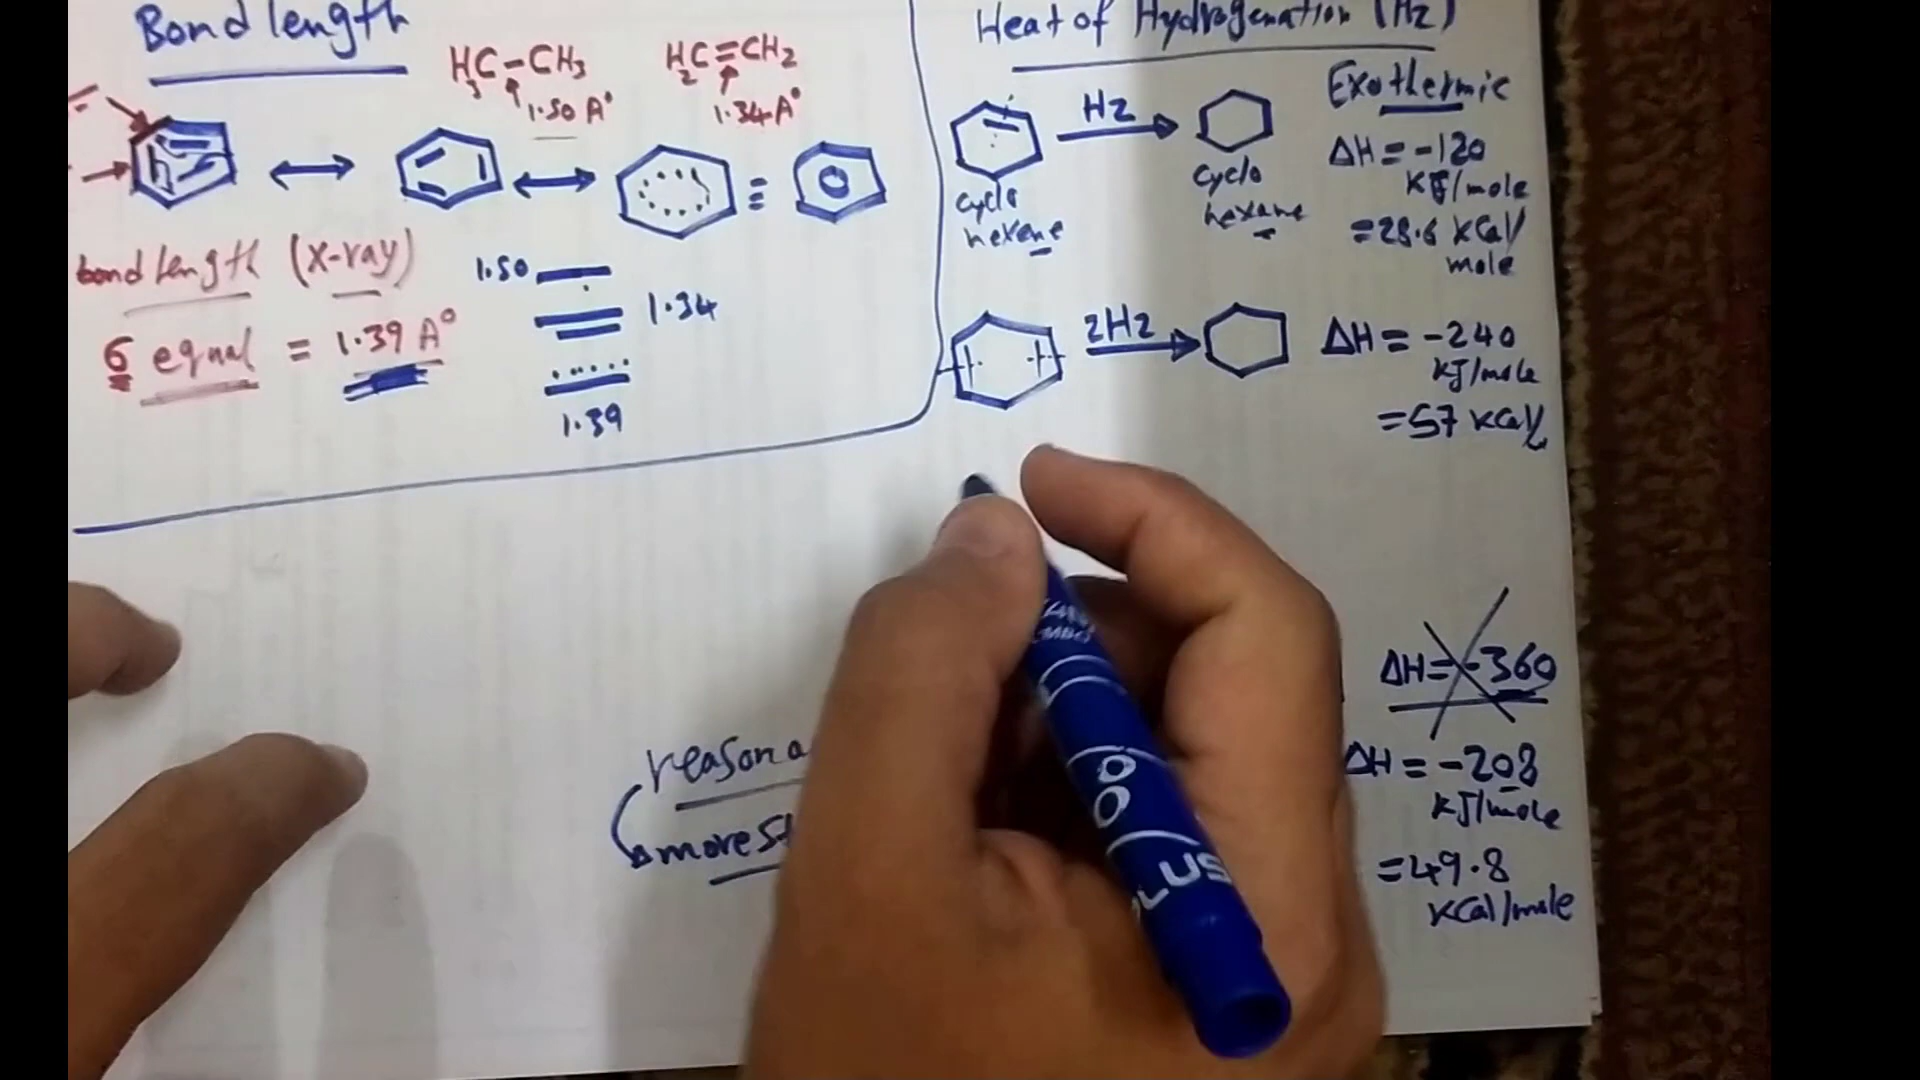 Bond length
H3C-CH3
1.50 A°
H2C=CH2
1.34 A°
bond length (X-ray)
6 equal = 1.39 A°
1.50
1.34
1.39
Heat of Hydrogenation (H2)
H2
cyclo
hexene
cyclo
hexane
Exothermic
ΔH = -120
KJ/mole
=28.6 KCal/
mole
2H2
ΔH = -240
KJ/mole
=57 KCal/
ΔH=-360
ΔH = -208
KJ/mole
=49.8
KCal/mole
PLUS